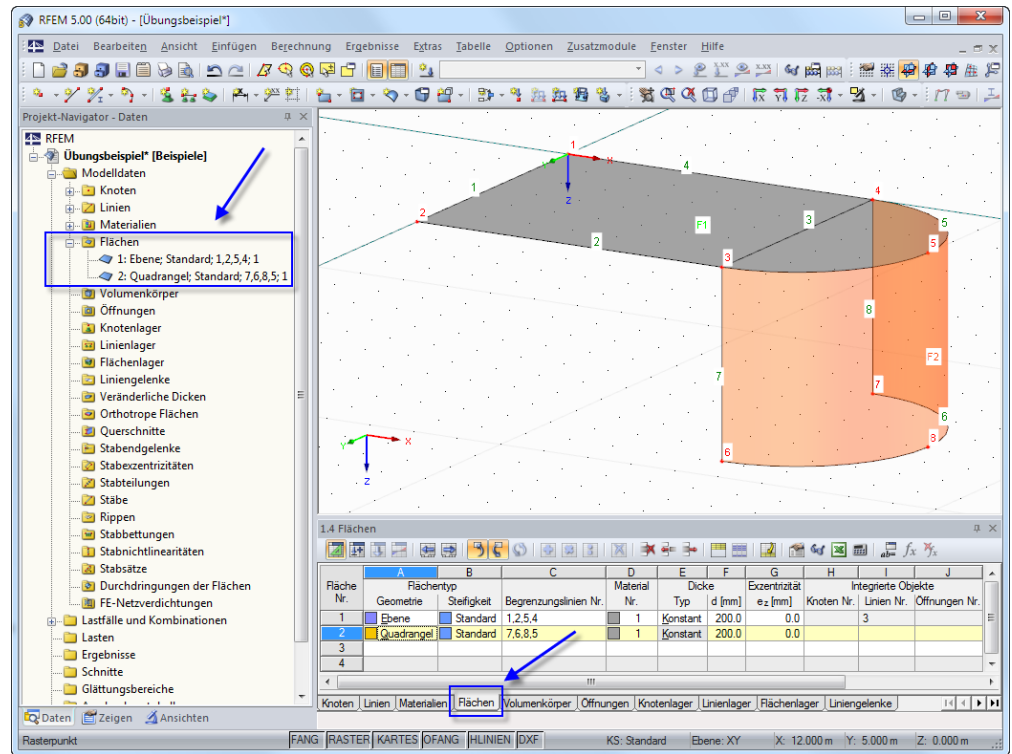 RFEM 5.00 (64bit) - [Übungsbeispiel*]
Datei Bearbeiten Ansicht Einfügen Berechnung Ergebnisse Extras Tabelle Optionen Zusatzmodule Fenster Hilfe
Projekt-Navigator - Daten
RFEM
Übungsbeispiel* [Beispiele]
Modelldaten
Knoten
Linien
Materialien
Flächen
1: Ebene; Standard; 1,2,5,4; 1
2: Quadrangel; Standard; 7,6,8,5; 1
Volumenkörper
Öffnungen
Knotenlager
Linienlager
Flächenlager
Liniengelenke
Veränderliche Dicken
Orthotrope Flächen
Querschnitte
Stabendgelenke
Stabexzentrizitäten
Stabteilungen
Stäbe
Rippen
Stabbettungen
Stabnichtlinearitäten
Stabsätze
Durchdringungen der Flächen
FE-Netzverdichtungen
Lastfälle und Kombinationen
Lasten
Ergebnisse
Schnitte
Glättungsbereiche
Daten Zeigen Ansichten
1
X
Z
4
1
4
2
F1
3
5
2
5
3
8
F2
7
7
6
6
8
Y
X
Z
1.4 Flächen
A B C D E F G H I J
Fläche Flächentyp Material Dicke Exzentrizität Integrierte Objekte
Nr. Geometrie Steifigkeit Begrenzungslinien Nr. Nr. Typ d [mm] ez [mm] Knoten Nr. Linien Nr. Öffnungen Nr.
1 Ebene Standard 1,2,5,4 1 Konstant 200.0 0.0 3
2 Quadrangel Standard 7,6,8,5 1 Konstant 200.0 0.0
3
4
Knoten Linien Materialien Flächen Volumenkörper Öffnungen Knotenlager Linienlager Flächenlager Liniengelenke
Rasterpunkt FANG RASTER KARTES OFANG HLINIEN DXF KS: Standard Ebene: XY X: 12.000 m Y: 5.000 m Z: 0.000 m